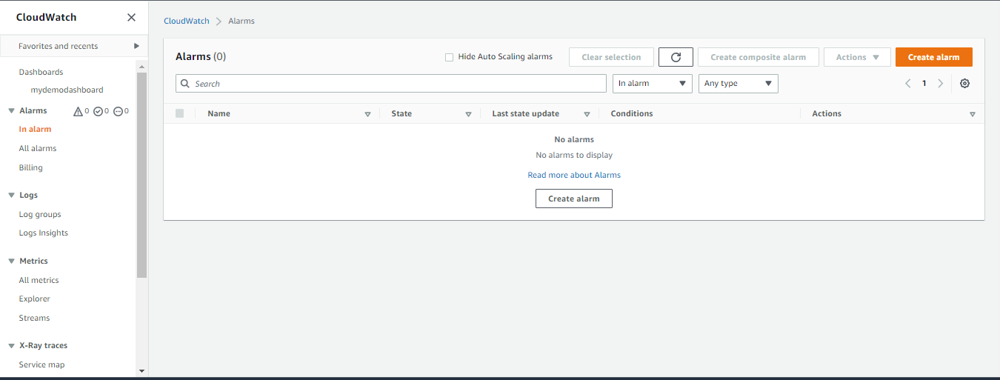 CloudWatch
Favorites and recents
Dashboards
mydemodashboard
Alarms 0 0 0
In alarm
All alarms
Billing
Logs
Log groups
Logs Insights
Metrics
All metrics
Explorer
Streams
X-Ray traces
Service map
CloudWatch Alarms
Alarms (0) Hide Auto Scaling alarms Clear selection Create composite alarm Actions Create alarm
Search In alarm Any type 1
Name State Last state update Conditions Actions
No alarms
No alarms to display
Read more about Alarms
Create alarm